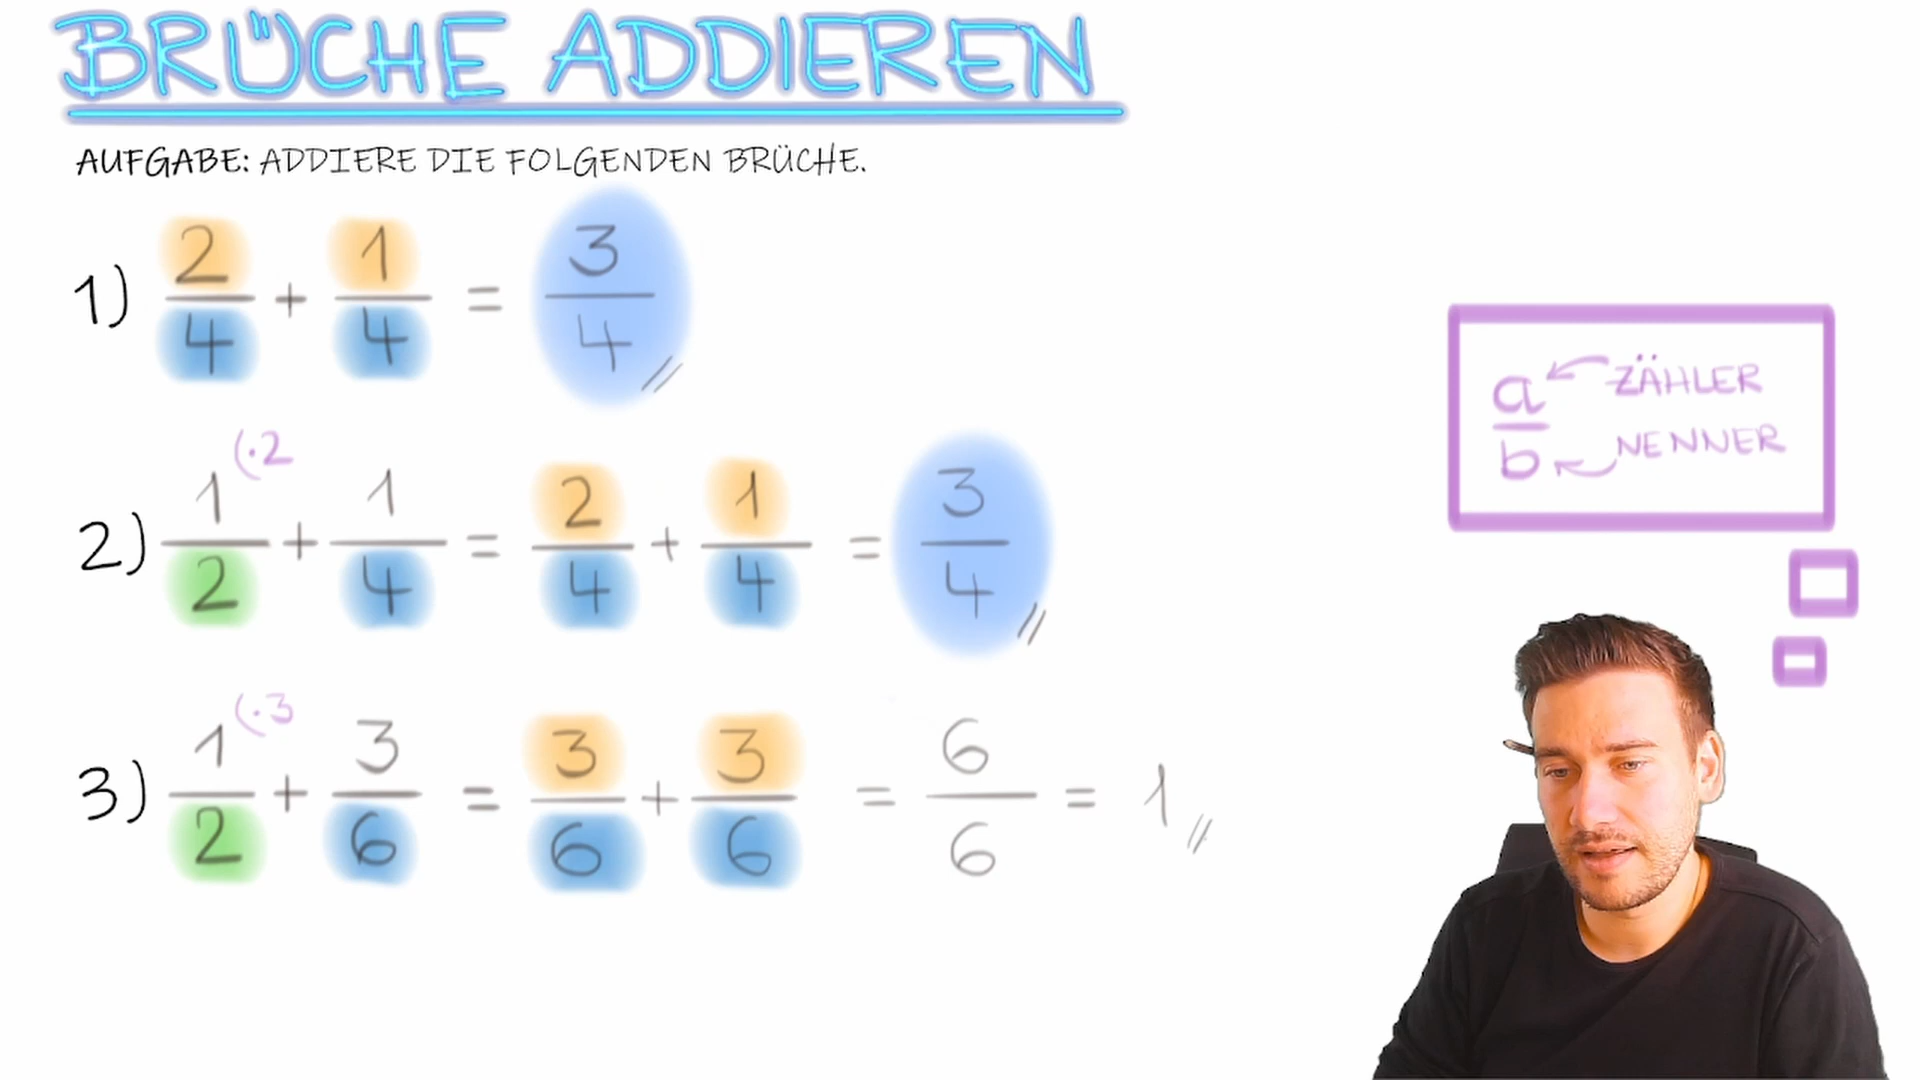 BRÜCHE ADDIEREN
AUFGABE: ADDIERE DIE FOLGENDEN BRÜCHE.
1) 2/4 + 1/4 = 3/4 //
(·2
2) 1/2 + 1/4 = 2/4 + 1/4 = 3/4 //
(·3
3) 1/2 + 3/6 = 3/6 + 3/6 = 6/6 = 1 //
a ZÄHLER
b NENNER